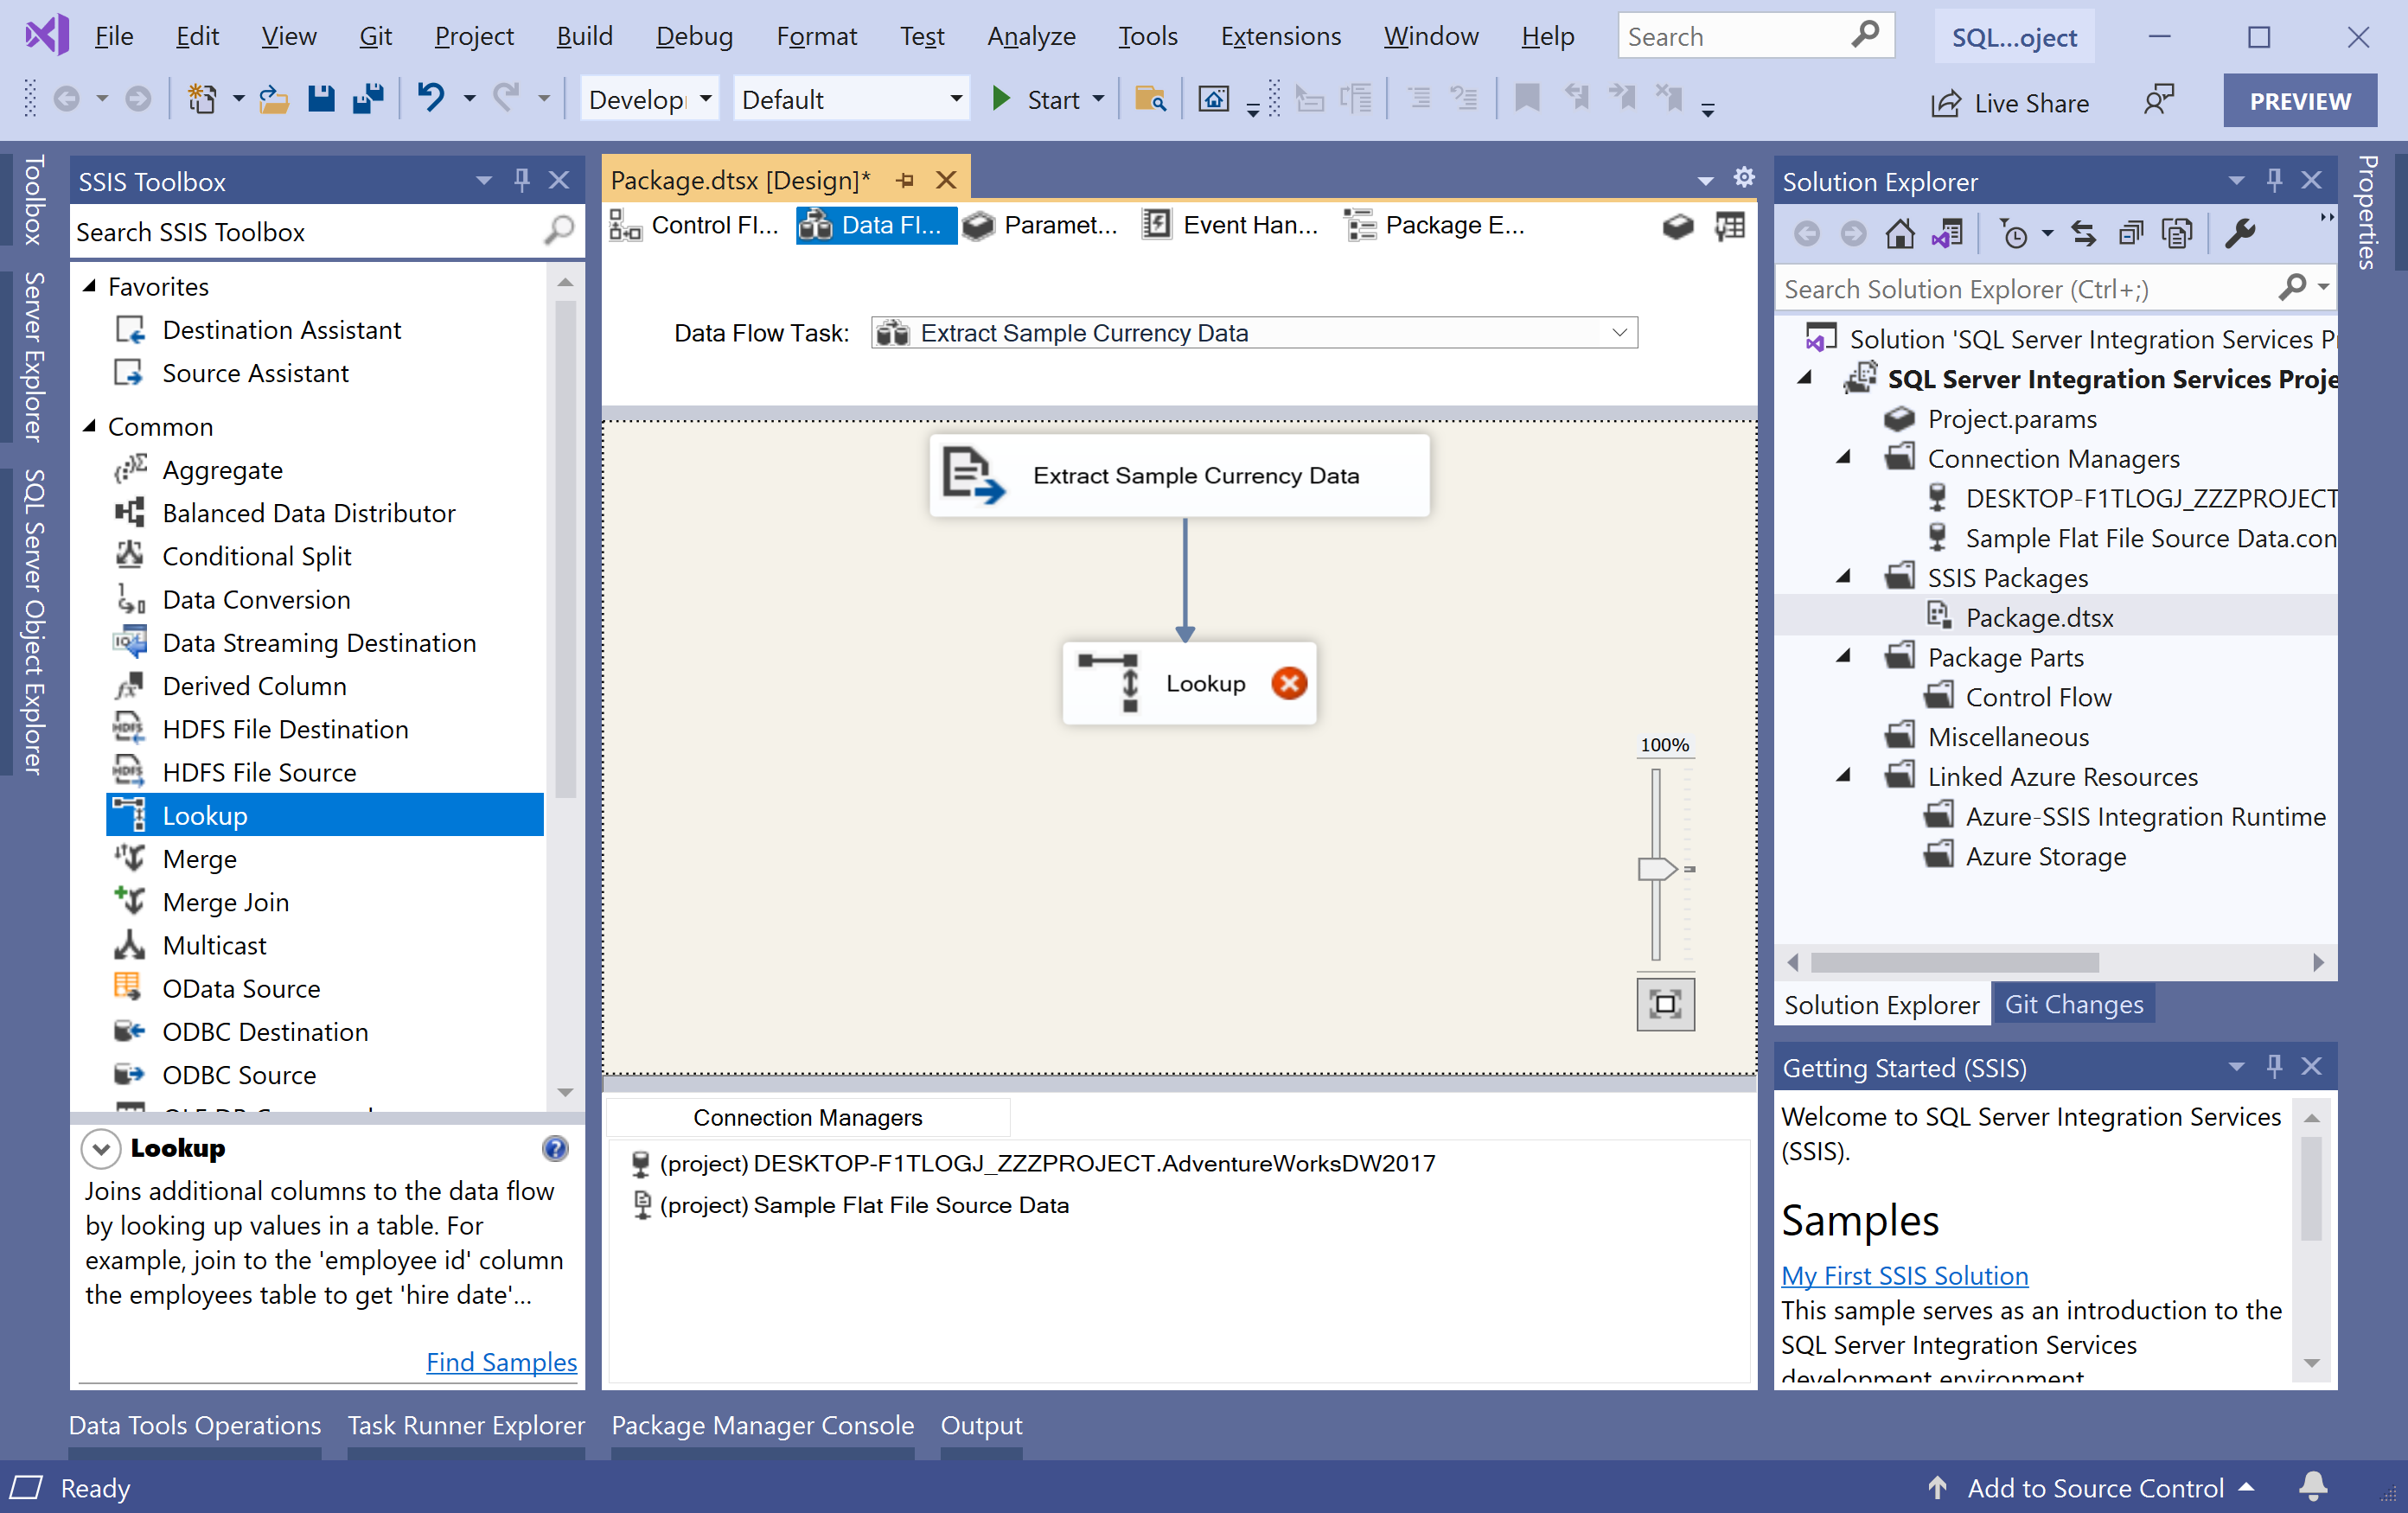 File Edit View Git Project Build Debug Format Test Analyze Tools Extensions Window Help Search SQL...oject
Develop Default Start Live Share PREVIEW
Toolbox
Server Explorer
SQL Server Object Explorer
SSIS Toolbox
Search SSIS Toolbox
Favorites
Destination Assistant
Source Assistant
Common
Aggregate
Balanced Data Distributor
Conditional Split
Data Conversion
Data Streaming Destination
Derived Column
HDFS File Destination
HDFS File Source
Lookup
Merge
Merge Join
Multicast
OData Source
ODBC Destination
ODBC Source
Lookup
Joins additional columns to the data flow
by looking up values in a table. For
example, join to the 'employee id' column
the employees table to get 'hire date'...
Find Samples
Package.dtsx [Design]*
Control Fl... Data Fl... Paramet... Event Han... Package E...
Data Flow Task: Extract Sample Currency Data
Extract Sample Currency Data
Lookup
100%
Connection Managers
(project) DESKTOP-F1TLOGJ_ZZZPROJECT.AdventureWorksDW2017
(project) Sample Flat File Source Data
Solution Explorer
Search Solution Explorer (Ctrl+;)
Solution 'SQL Server Integration Services P
SQL Server Integration Services Proje
Project.params
Connection Managers
DESKTOP-F1TLOGJ_ZZZPROJECT
Sample Flat File Source Data.con
SSIS Packages
Package.dtsx
Package Parts
Control Flow
Miscellaneous
Linked Azure Resources
Azure-SSIS Integration Runtime
Azure Storage
Solution Explorer Git Changes
Getting Started (SSIS)
Welcome to SQL Server Integration Services
(SSIS).
Samples
My First SSIS Solution
This sample serves as an introduction to the
SQL Server Integration Services
development environment
Properties
Data Tools Operations Task Runner Explorer Package Manager Console Output
Ready Add to Source Control